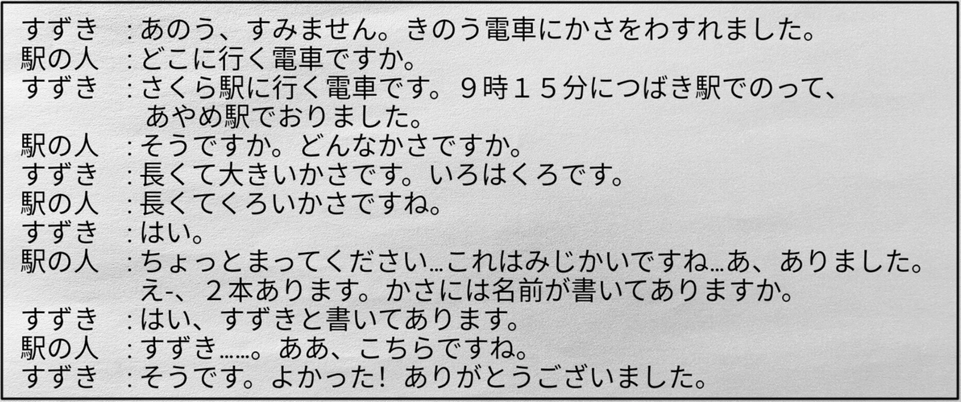 すずき　：あのう、すみません。きのう電車にかさをわすれました。
駅の人　：どこに行く電車ですか。
すずき　：さくら駅に行く電車です。９時１５分につばき駅でのって、
あやめ駅でおりました。
駅の人　：そうですか。どんなかさですか。
すずき　：長くて大きいかさです。いろはくろです。
駅の人　：長くてくろいかさですね。
すずき　：はい。
駅の人　：ちょっとまってください…これはみじかいですね…あ、ありました。
え-、２本あります。かさには名前が書いてありますか。
すずき　：はい、すずきと書いてあります。
駅の人　：すずき……。ああ、こちらですね。
すずき　：そうです。よかった！ありがとうございました。